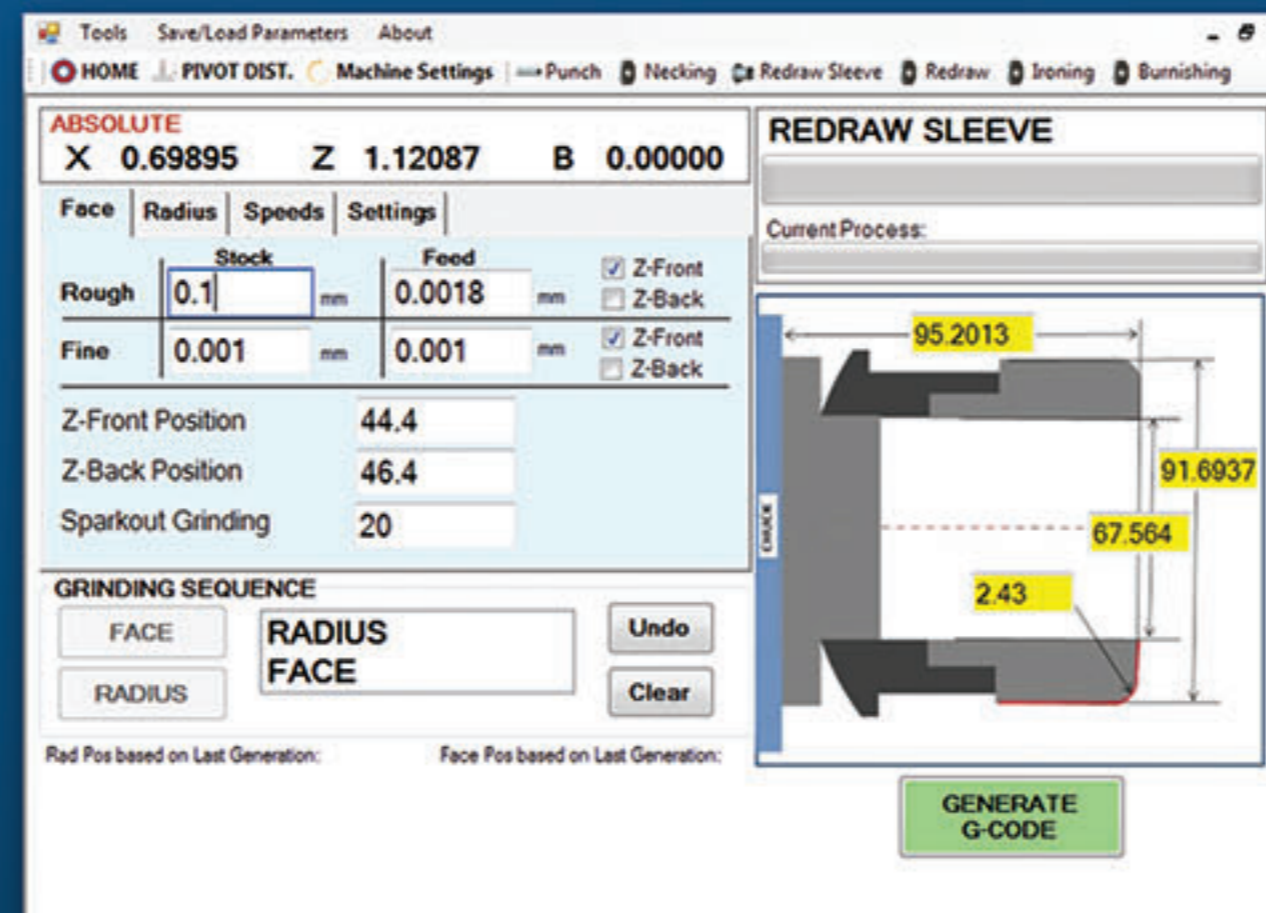 Tools Save/Load Parameters About
HOME PIVOT DIST. Machine Settings Punch Necking Redraw Sleeve Redraw Ironing Burnishing
ABSOLUTE
X 0.69895 Z 1.12087 B 0.00000
Face Radius Speeds Settings
Stock Feed
Rough 0.1 mm 0.0018 mm Z-Front
Z-Back
Fine 0.001 mm 0.001 mm Z-Front
Z-Back
Z-Front Position 44.4
Z-Back Position 46.4
Sparkout Grinding 20
GRINDING SEQUENCE
FACE
RADIUS
RADIUS
FACE
Undo
Clear
Rad Pos based on Last Generation: Face Pos based on Last Generation:
REDRAW SLEEVE
Current Process:
95.2013
91.6937
67.564
2.43
CHUCK
GENERATE
G-CODE